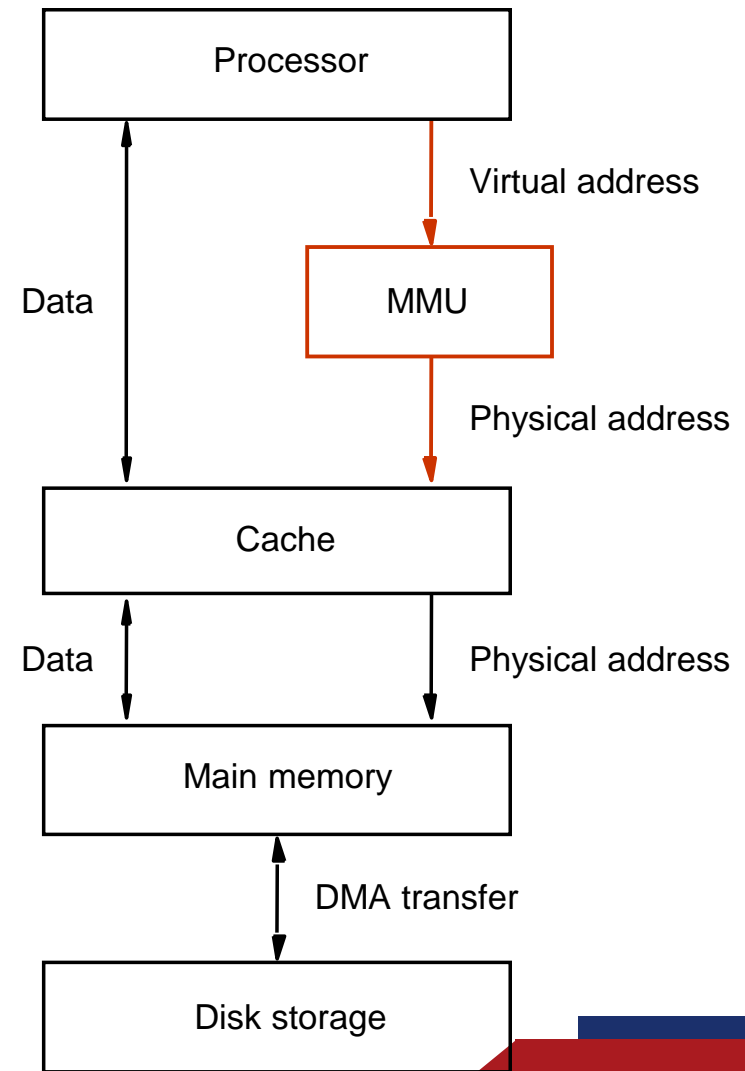 Processor
Virtual address
Data
MMU
Physical address
Cache
Data
Physical address
Main memory
DMA transfer
Disk storage